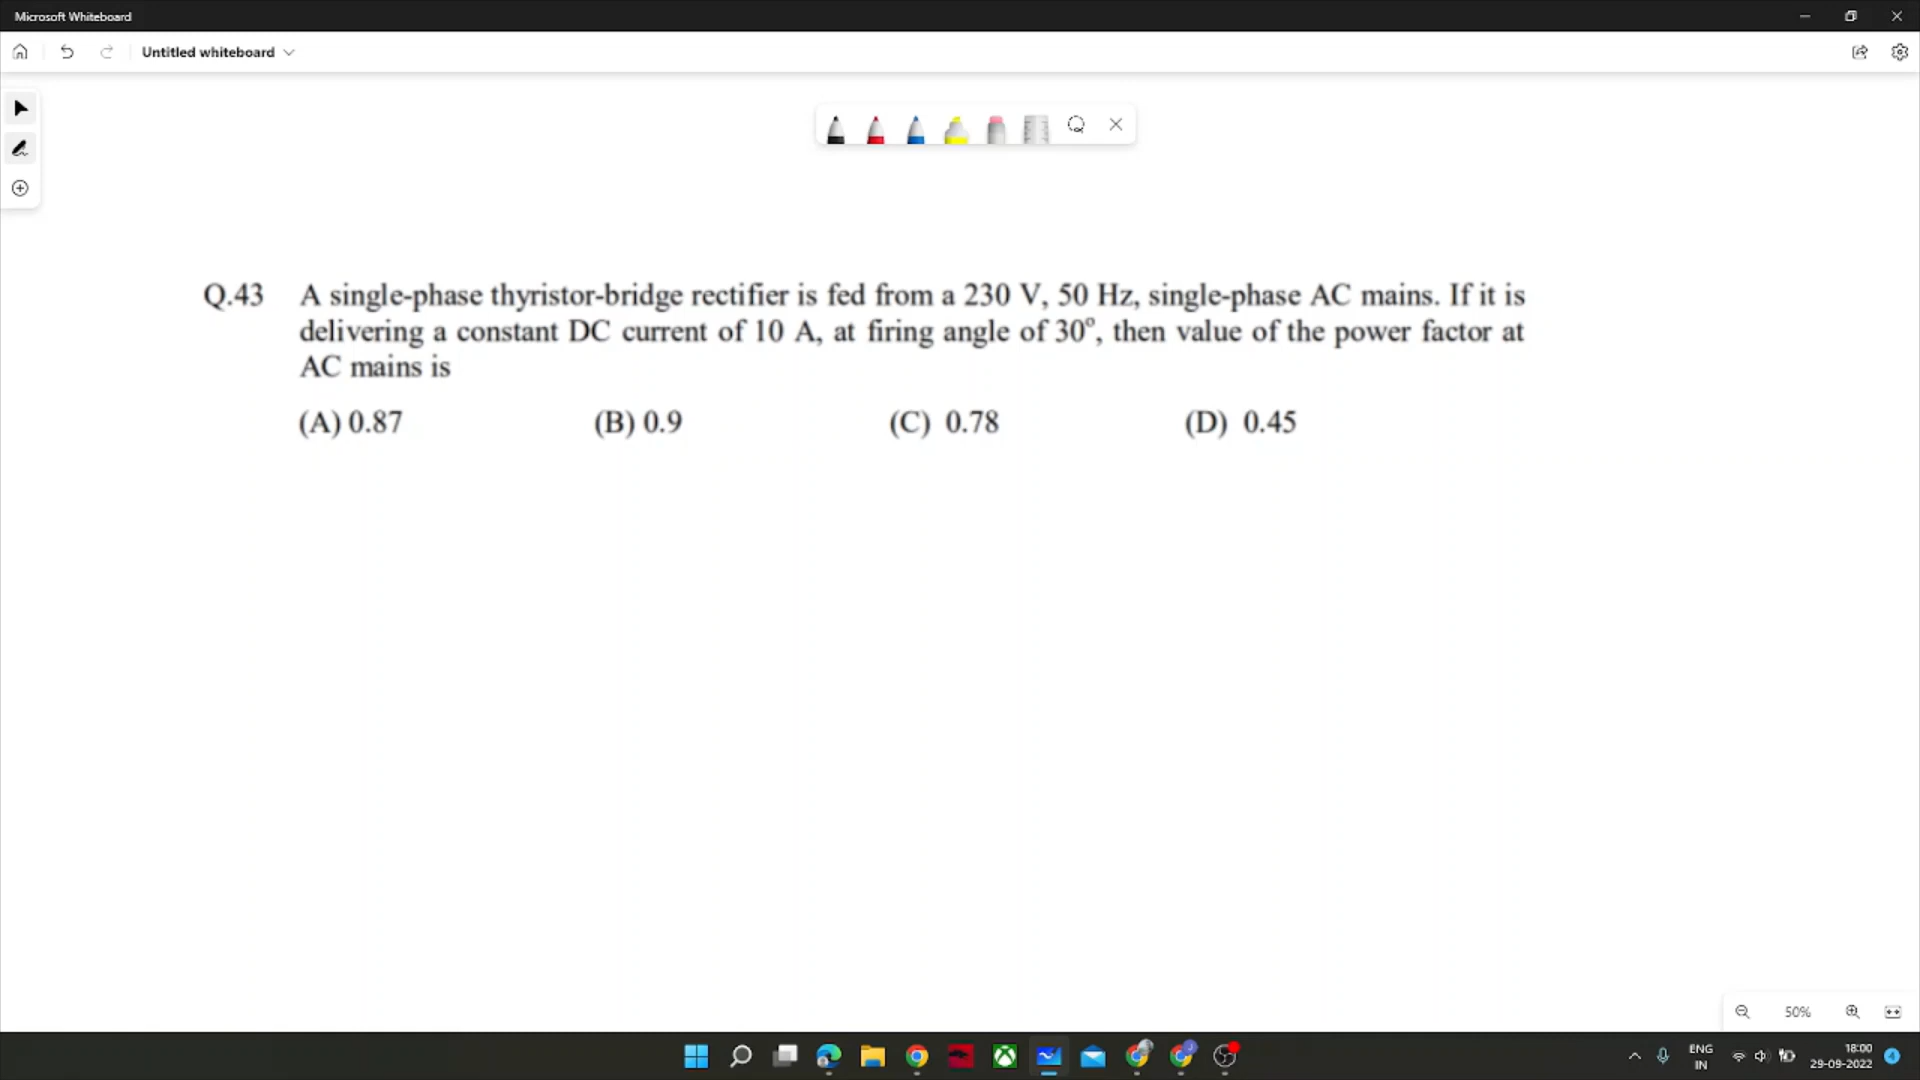 Microsoft Whiteboard
Untitled whiteboard
Q.43 A single-phase thyristor-bridge rectifier is fed from a 230 V, 50 Hz, single-phase AC mains. If it is
delivering a constant DC current of 10 A, at firing angle of 30º, then value of the power factor at
AC mains is
(A) 0.87 (B) 0.9 (C) 0.78 (D) 0.45
50%
ENG
IN
18:00
29-09-2022
4